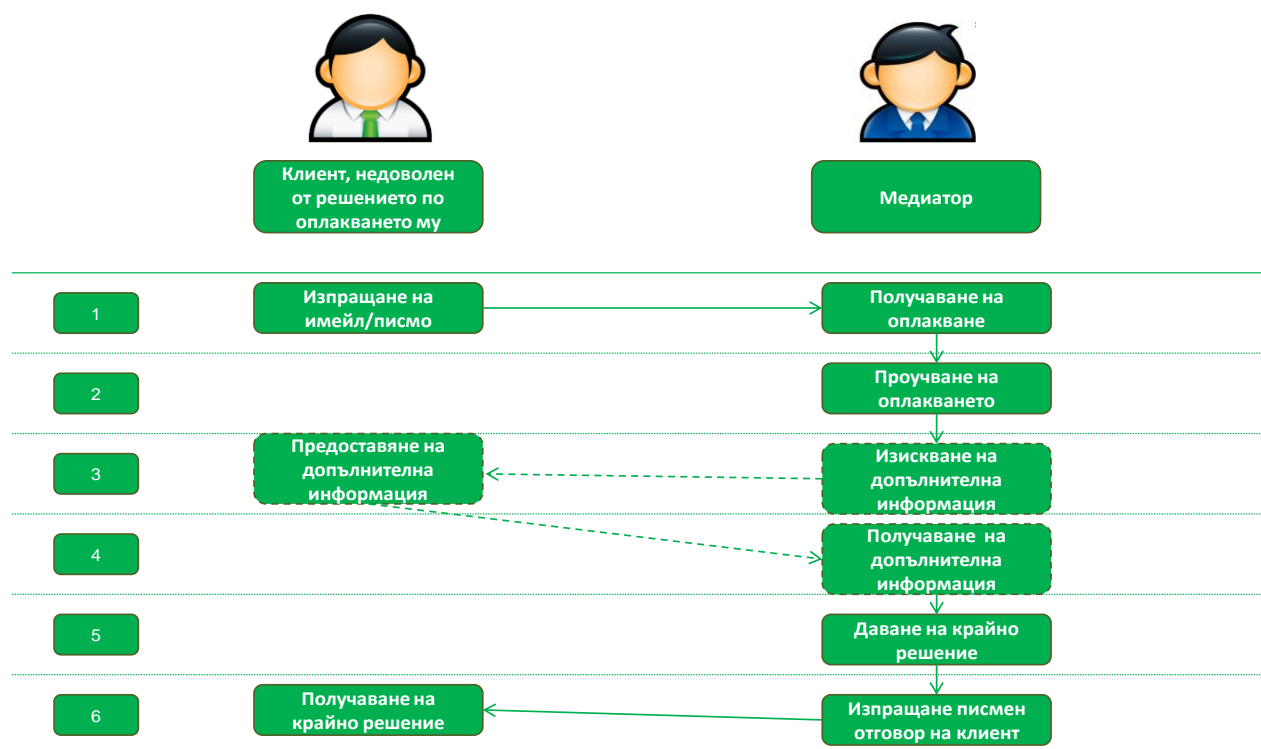 Клиент, недоволен
от решението по
оплакването му
Медиатор
1
Изпращане на
имейл/писмо
Получаване на
оплакване
2
Проучване на
оплакването
3
Предоставяне на
допълнителна
информация
Изискване на
допълнителна
информация
4
Получаване на
допълнителна
информация
5
Даване на крайно
решение
6
Получаване на
крайно решение
Изпращане писмен
отговор на клиент